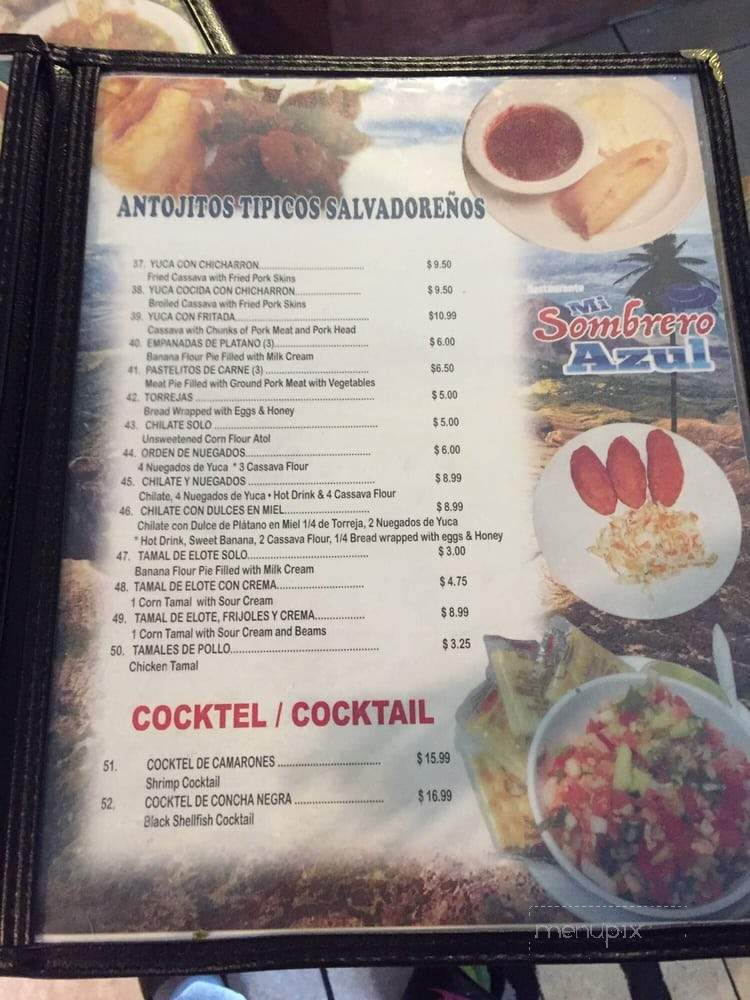 ANTOJITOS TIPICOS SALVADOREÑOS
37. YUCA CON CHICHARRON........................................ $ 9.50
Fried Cassava with Fried Pork Skins
38. YUCA COCIDA CON CHICHARRON........................... $ 9.50
Broiled Cassava with Fried Pork Skins
39. YUCA CON FRITADA................................................ $10.99
Cassava with Chunks of Pork Meat and Pork Head
40. EMPANADAS DE PLATANO (3)................................... $ 6.00
Banana Flour Pie Filled with Milk Cream
41. PASTELITOS DE CARNE (3) ...................................... $6.50
Meat Pie Filled with Ground Pork Meat with Vegetables
42. TORREJAS ............................................................ $ 5.00
Bread Wrapped with Eggs & Honey
43. CHILATE SOLO ...................................................... $ 5.00
Unsweetened Corn Flour Atol
44. ORDEN DE NUEGADOS.......................................... $ 6.00
4 Nuegados de Yuca * 3 Cassava Flour
45. CHILATE Y NUEGADOS ........................................... $ 8.99
Chilate, 4 Nuegados de Yuca • Hot Drink & 4 Cassava Flour
46. CHILATE CON DULCES EN MIEL............................. $ 8.99
Chilate con Dulce de Plátano en Miel 1/4 de Torreja, 2 Nuegados de Yuca
* Hot Drink, Sweet Banana, 2 Cassava Flour, 1/4 Bread wrapped with eggs & Honey
47. TAMAL DE ELOTE SOLO......................................... $ 3.00
Banana Flour Pie Filled with Milk Cream
48. TAMAL DE ELOTE CON CREMA............................... $ 4.75
1 Corn Tamal with Sour Cream
49. TAMAL DE ELOTE, FRIJOLES Y CREMA................. $ 8.99
1 Corn Tamal with Sour Cream and Beams
50. TAMALES DE POLLO................................................ $ 3.25
Chicken Tamal
Restaurante
Mi
Sombrero
Azul
COCKTEL / COCKTAIL
51. COCKTEL DE CAMARONES ................................ $ 15.99
Shrimp Cocktail
52. COCKTEL DE CONCHA NEGRA ........................... $ 16.99
Black Shellfish Cocktail
menupix